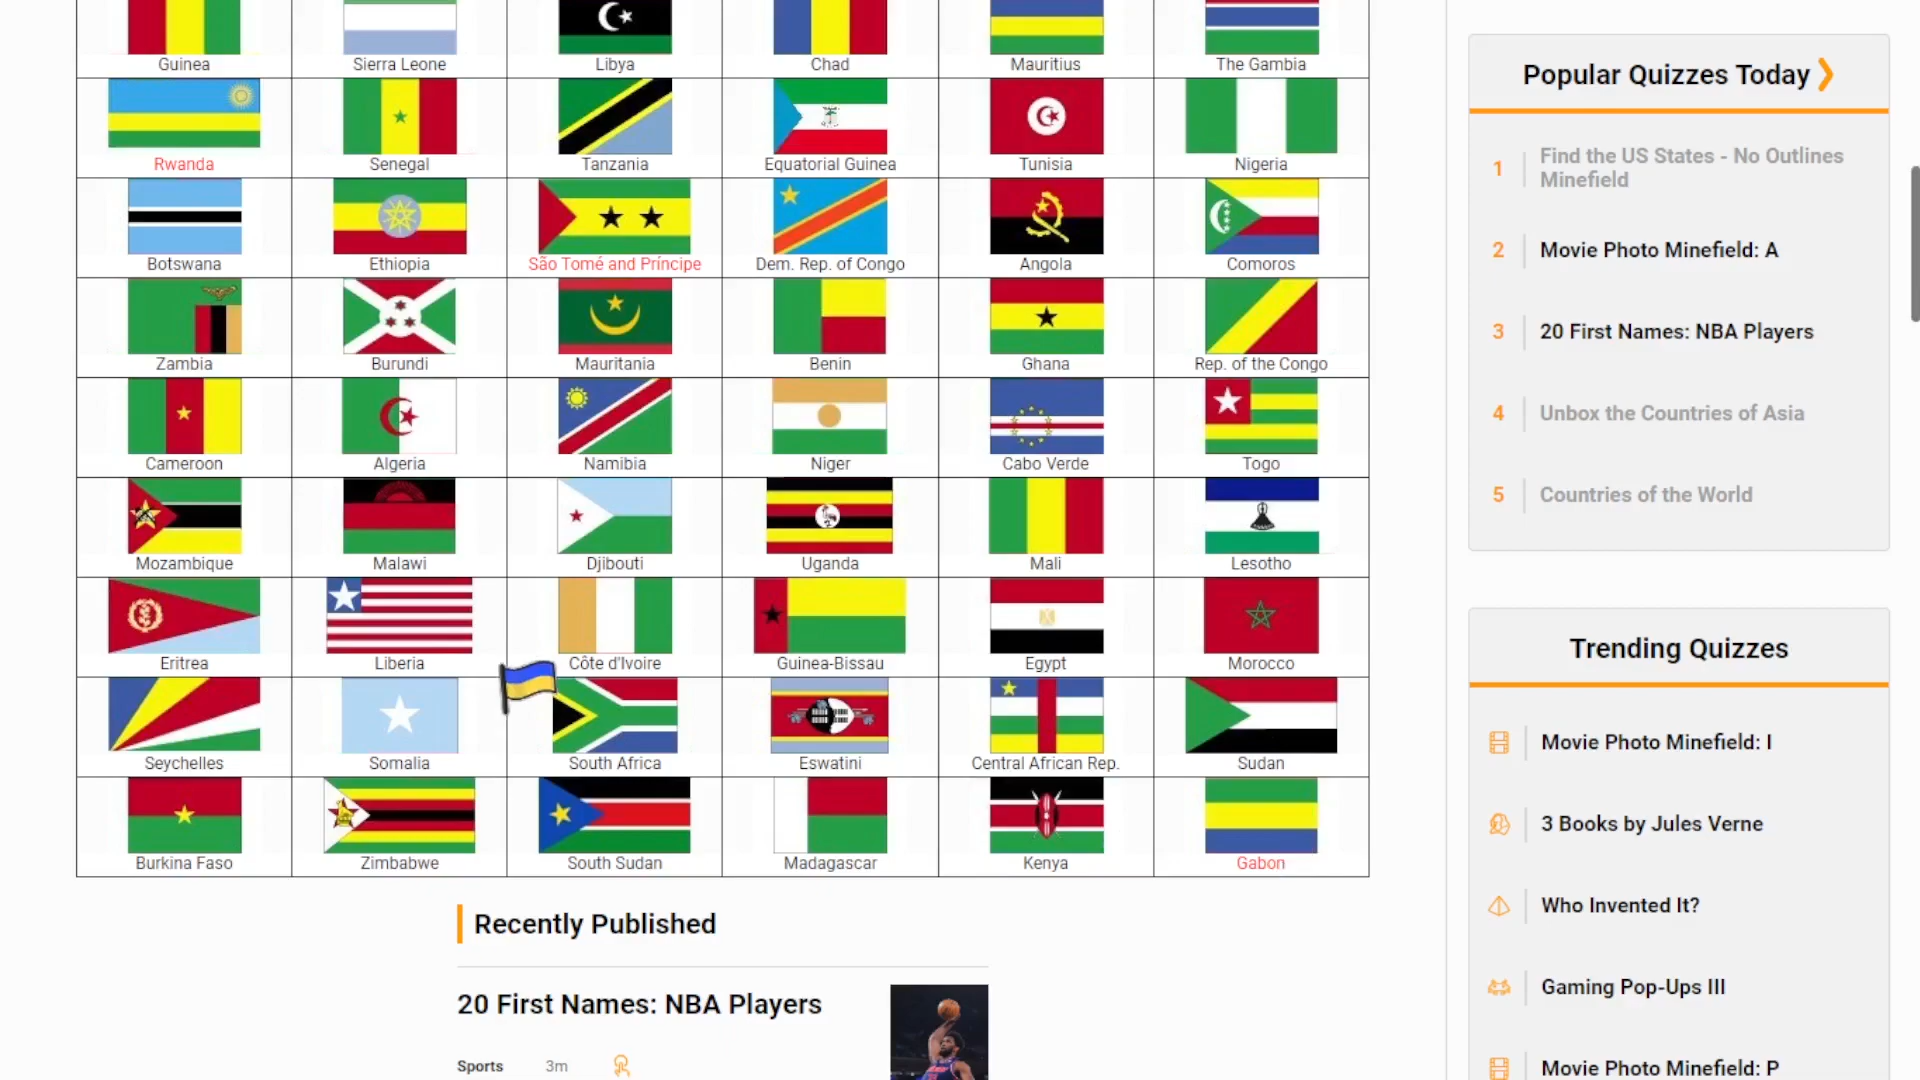 Guinea
Sierra Leone
Libya
Chad
Mauritius
The Gambia
Rwanda
Senegal
Tanzania
Equatorial Guinea
Tunisia
Nigeria
Botswana
Ethiopia
São Tomé and Príncipe
Dem. Rep. of Congo
Angola
Comoros
Zambia
Burundi
Mauritania
Benin
Ghana
Rep. of the Congo
Cameroon
Algeria
Namibia
Niger
Cabo Verde
Togo
Mozambique
Malawi
Djibouti
Uganda
Mali
Lesotho
Eritrea
Liberia
Côte d'Ivoire
Guinea-Bissau
Egypt
Morocco
Seychelles
Somalia
South Africa
Eswatini
Central African Rep.
Sudan
Burkina Faso
Zimbabwe
South Sudan
Madagascar
Kenya
Gabon
Recently Published
20 First Names: NBA Players
Sports 3m
Popular Quizzes Today
1 Find the US States - No Outlines
Minefield
2 Movie Photo Minefield: A
3 20 First Names: NBA Players
4 Unbox the Countries of Asia
5 Countries of the World
Trending Quizzes
Movie Photo Minefield: I
3 Books by Jules Verne
Who Invented It?
Gaming Pop-Ups III
Movie Photo Minefield: P